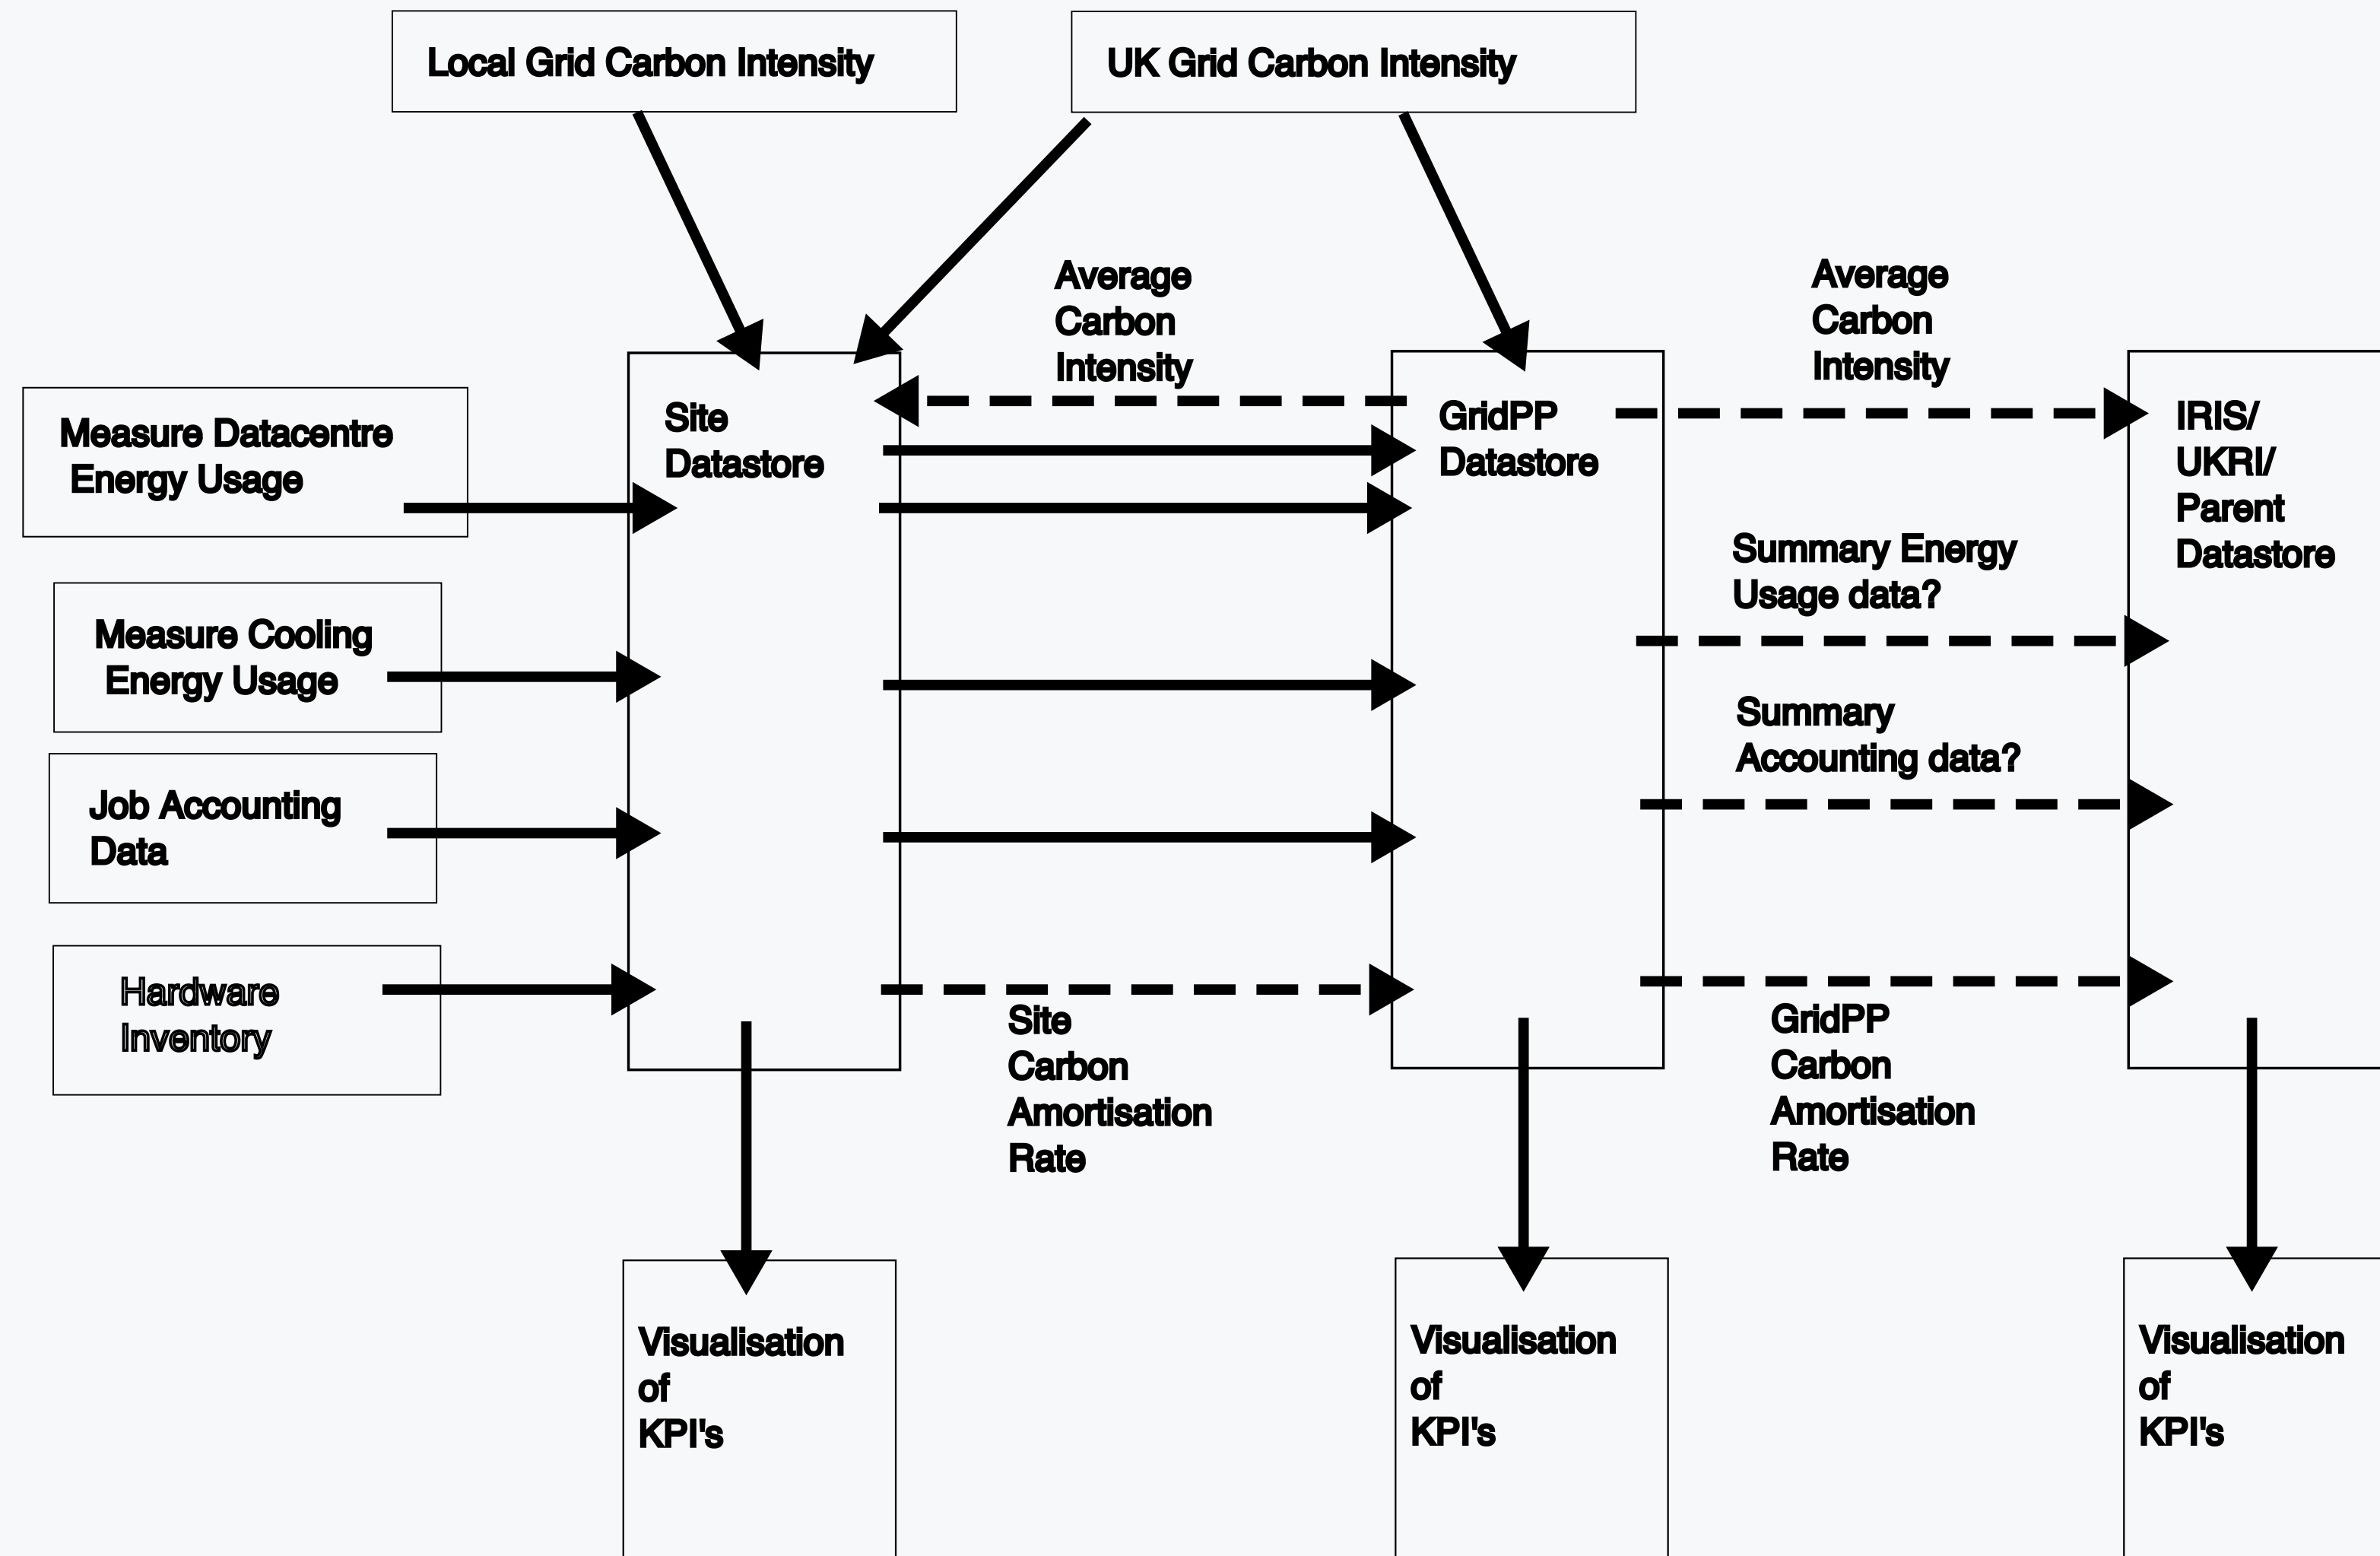 Local Grid Carbon Intensity
UK Grid Carbon Intensity
Average
Carbon
Intensity
Average
Carbon
Intensity
Measure Datacentre
Energy Usage
Site
Datastore
GridPP
Datastore
IRIS/
UKRI/
Parent
Datastore
Summary Energy
Usage data?
Measure Cooling
Energy Usage
Summary
Accounting data?
Job Accounting
Data
Hardware
Inventory
Site
Carbon
Amortisation
Rate
GridPP
Carbon
Amortisation
Rate
Visualisation
of
KPI's
Visualisation
of
KPI's
Visualisation
of
KPI's